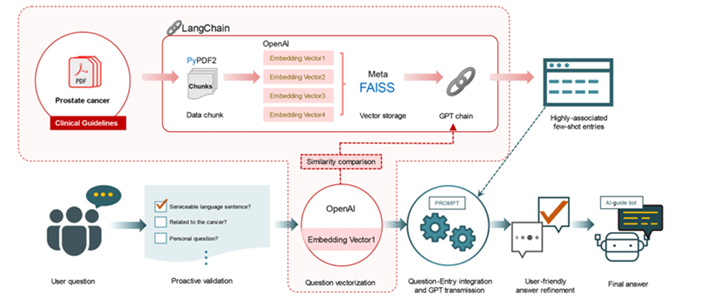 LangChain
PDF
Prostate cancer
Clinical Guidelines
PyPDF2
Chunks
Data chunk
OpenAI
Embedding Vector1
Embedding Vector2
Embedding Vector3
Embedding Vector4
Meta
FAISS
Vector storage
GPT chain
Highly-associated
few-shot entries
Similarity comparison
User question
Serviceable language sentence?
Related to the cancer?
Personal question?
Proactive validation
OpenAI
Embedding Vector1
Question vectorization
PROMPT
Question-Entry integration
and GPT transmission
User-friendly
answer refinement
AI-guide bot
Final answer